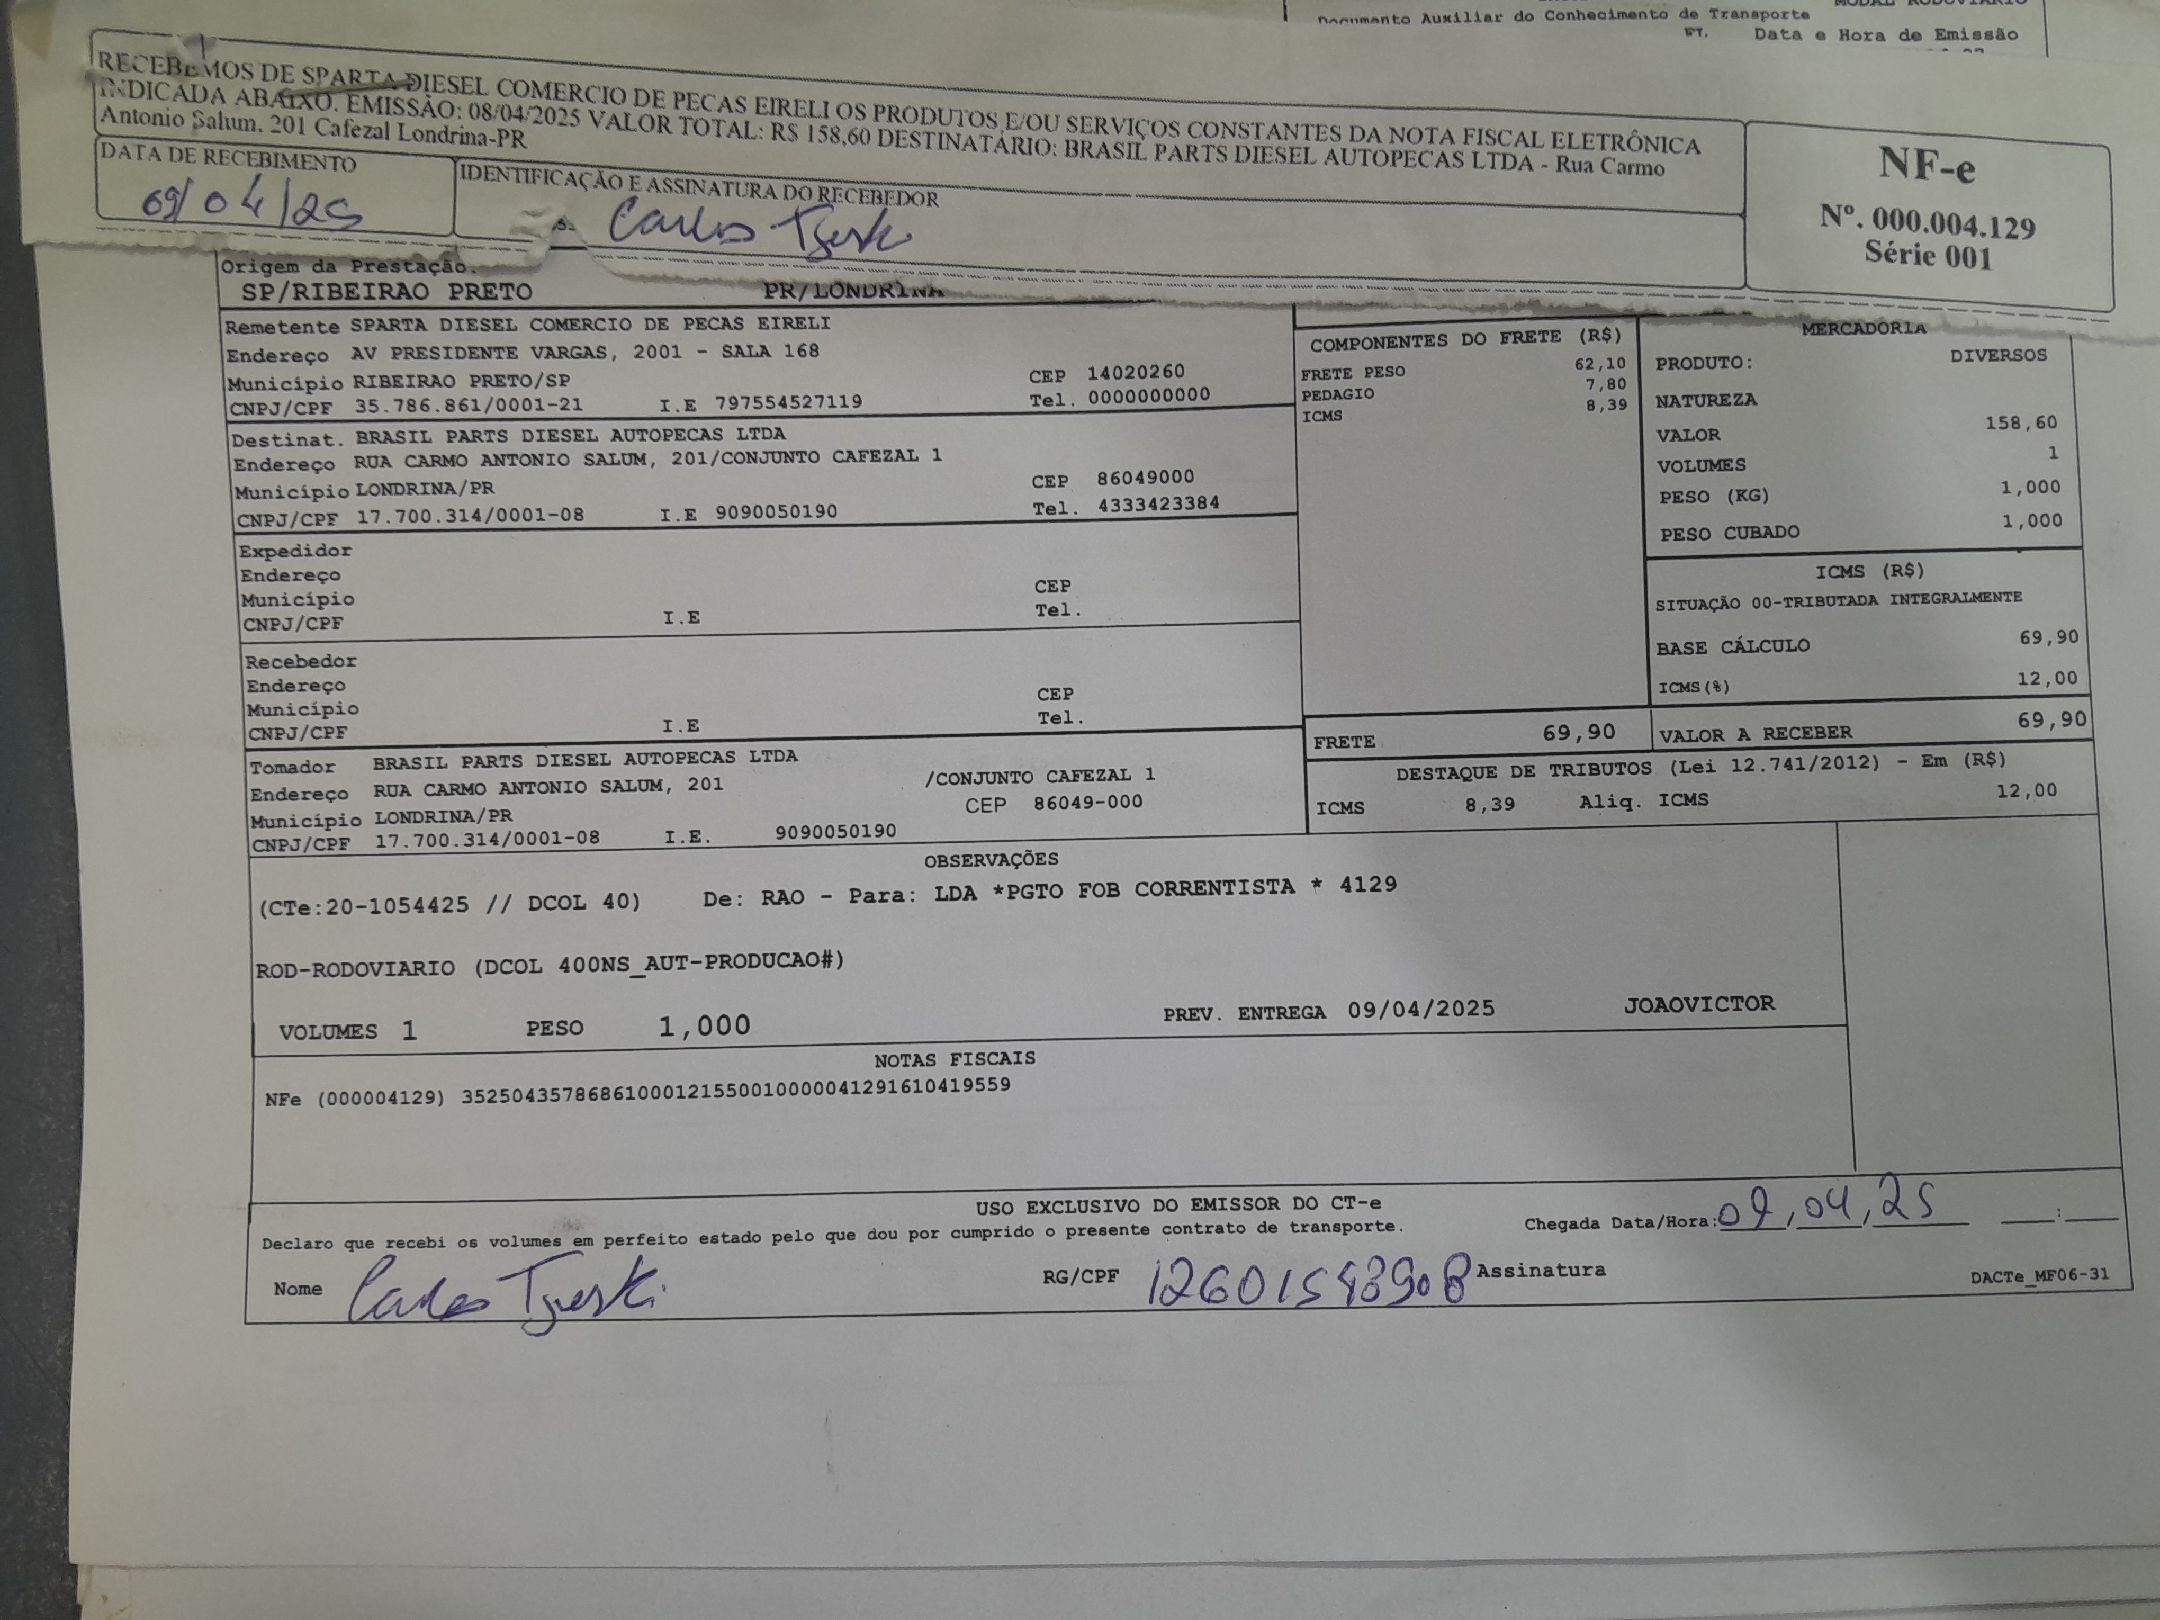 MODAL RODOVIARIO
Documento Auxiliar do Conhecimento de Transporte
Data e Hora de Emissão
RECEBEMOS DE SPARTA DIESEL COMERCIO DE PECAS EIRELI OS PRODUTOS E/OU SERVIÇOS CONSTANTES DA NOTA FISCAL ELETRÔNICA
INDICADA ABAIXO. EMISSÃO: 08/04/2025 VALOR TOTAL: R$ 158,60 DESTINATÁRIO: BRASIL PARTS DIESEL AUTOPECAS LTDA - Rua Carmo
Antonio Salum, 201 Cafezal Londrina-PR
DATA DE RECEBIMENTO
09/04/25
IDENTIFICAÇÃO E ASSINATURA DO RECEBEDOR
Carlos
NF-e
Nº. 000.004.129
Série 001
Origem da Prestação
SP/RIBEIRAO PRETO PR/LONDRINA
Remetente SPARTA DIESEL COMERCIO DE PECAS EIRELI
Endereço AV PRESIDENTE VARGAS, 2001 - SALA 168
Município RIBEIRAO PRETO/SP CEP 14020260
CNPJ/CPF 35.786.861/0001-21 I.E 797554527119 Tel. 0000000000
Destinat. BRASIL PARTS DIESEL AUTOPECAS LTDA
Endereço RUA CARMO ANTONIO SALUM, 201/CONJUNTO CAFEZAL 1
Município LONDRINA/PR CEP 86049000
CNPJ/CPF 17.700.314/0001-08 I.E 9090050190 Tel. 4333423384
Expedidor
Endereço
Município CEP
CNPJ/CPF I.E Tel.
Recebedor
Endereço
Município CEP
CNPJ/CPF I.E Tel.
Tomador BRASIL PARTS DIESEL AUTOPECAS LTDA
Endereço RUA CARMO ANTONIO SALUM, 201 /CONJUNTO CAFEZAL 1
Município LONDRINA/PR CEP 86049-000
CNPJ/CPF 17.700.314/0001-08 I.E. 9090050190
COMPONENTES DO FRETE (R$)
FRETE PESO 62,10
PEDAGIO 7,80
ICMS 8,39
MERCADORIA
PRODUTO: DIVERSOS
NATUREZA
VALOR 158,60
VOLUMES 1
PESO (KG) 1,000
PESO CUBADO 1,000
ICMS (R$)
SITUAÇÃO 00-TRIBUTADA INTEGRALMENTE
BASE CÁLCULO 69,90
ICMS(%) 12,00
FRETE 69,90 VALOR A RECEBER 69,90
DESTAQUE DE TRIBUTOS (Lei 12.741/2012) - Em (R$)
ICMS 8,39 Aliq. ICMS 12,00
OBSERVAÇÕES
(CTe:20-1054425 // DCOL 40) De: RAO - Para: LDA *PGTO FOB CORRENTISTA * 4129
ROD-RODOVIARIO (DCOL 400NS_AUT-PRODUCAO#)
VOLUMES 1 PESO 1,000 PREV. ENTREGA 09/04/2025 JOAOVICTOR
NOTAS FISCAIS
NFe (000004129) 35250435786861000121550010000041291610419559
USO EXCLUSIVO DO EMISSOR DO CT-e
Declaro que recebi os volumes em perfeito estado pelo que dou por cumprido o presente contrato de transporte.
Chegada Data/Hora: 09,04,25 :
Nome Carlos RG/CPF 12601543908 Assinatura
DACTe_MF06-31